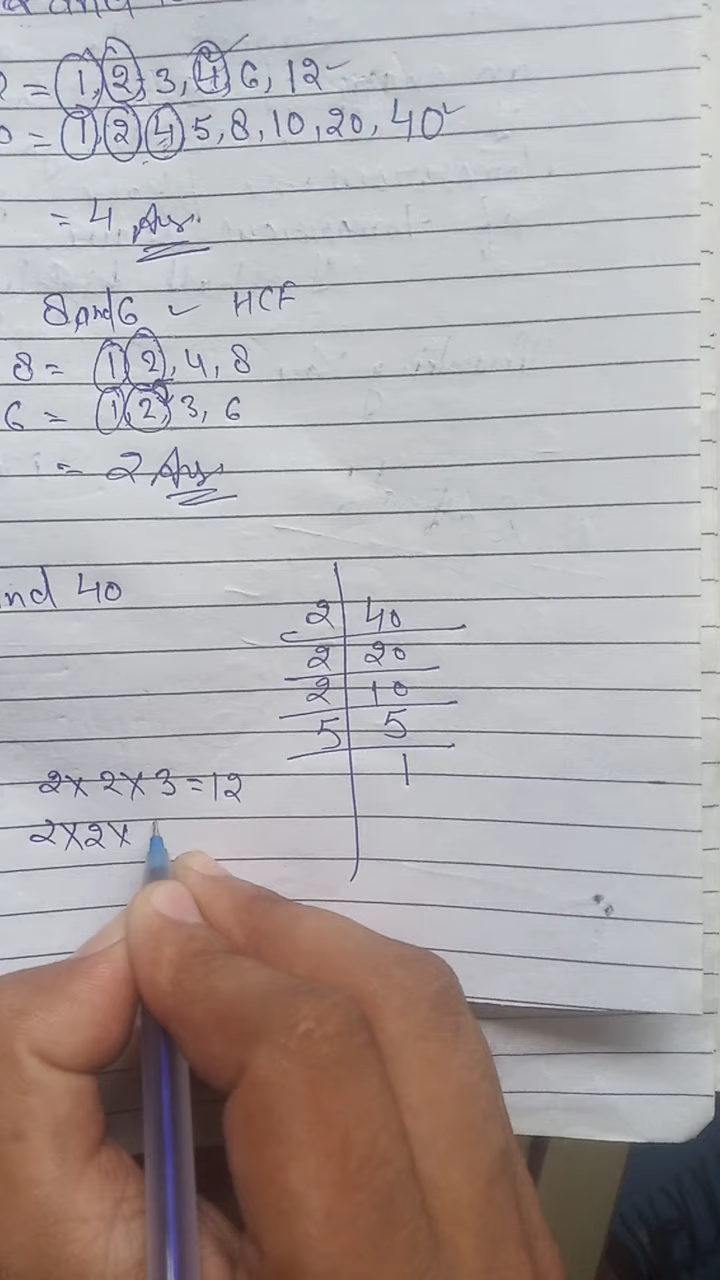 2 = 1, 2, 3, 4, 6, 12
0 = 1, 2 4 5, 8, 10, 20, 40
= 4 Ans.
8 and 6 ~ HCF
8 = 1 2, 4, 8
6 = 1, 2, 3, 6
= 2 Ans.
nd 40
2 40
2 20
2 10
5 5
1
2 x 2 x 3 = 12
2 x 2 x